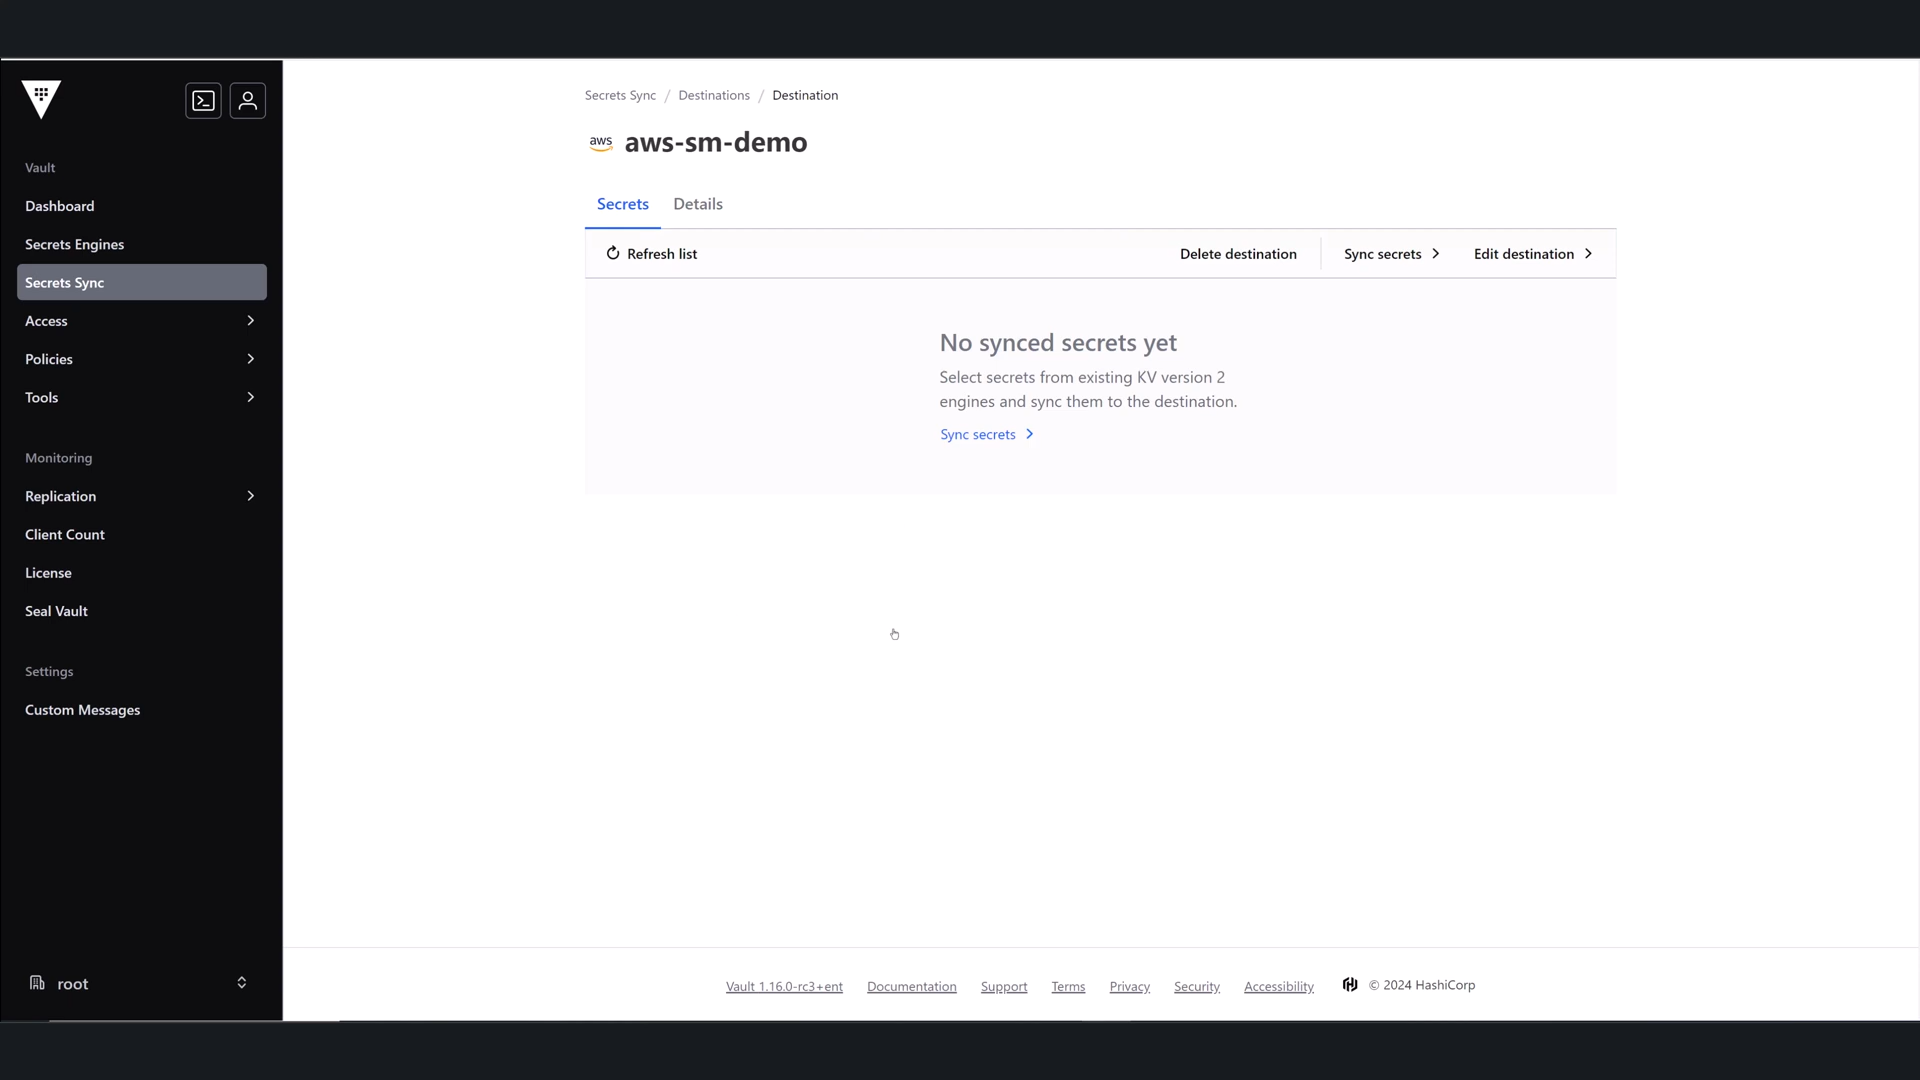 Vault
Dashboard
Secrets Engines
Secrets Sync
Access
Policies
Tools
Monitoring
Replication
Client Count
License
Seal Vault
Settings
Custom Messages
root
Secrets Sync / Destinations / Destination
aws aws-sm-demo
Secrets Details
Refresh list Delete destination Sync secrets Edit destination
No synced secrets yet
Select secrets from existing KV version 2
engines and sync them to the destination.
Sync secrets
Vault 1.16.0-rc3+ent Documentation Support Terms Privacy Security Accessibility © 2024 HashiCorp